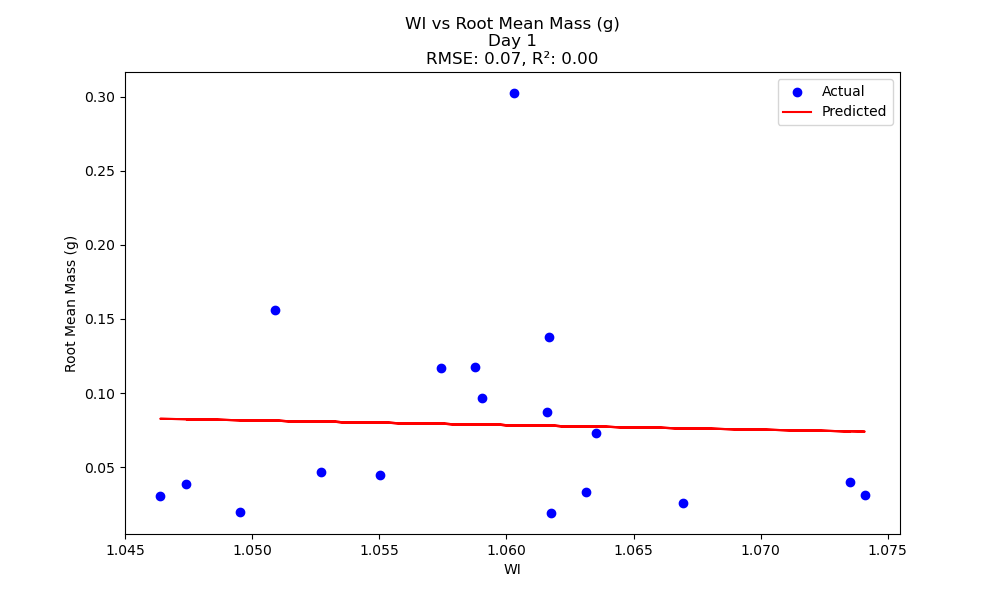 WI vs Root Mean Mass (g)
Day 1
RMSE: 0.07, R²: 0.00
Actual
Predicted
Root Mean Mass (g)
0.30
0.25
0.20
0.15
0.10
0.05
1.045
1.050
1.055
1.060
1.065
1.070
1.075
WI